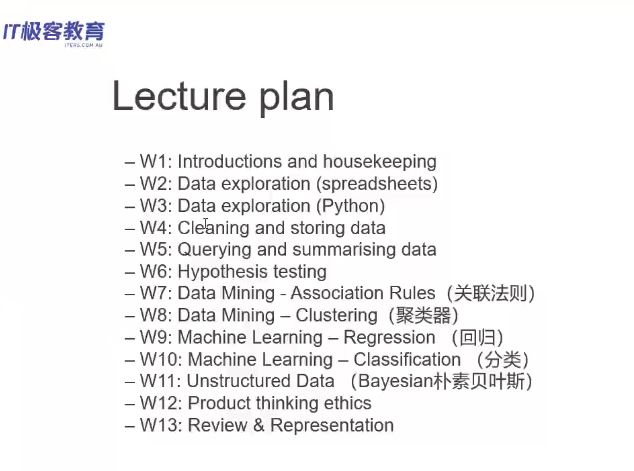 IT极客教育
ITERS.COM.AU
Lecture plan
– W1: Introductions and housekeeping
– W2: Data exploration (spreadsheets)
– W3: Data exploration (Python)
– W4: Cleaning and storing data
– W5: Querying and summarising data
– W6: Hypothesis testing
– W7: Data Mining - Association Rules（关联法则）
– W8: Data Mining – Clustering（聚类器）
– W9: Machine Learning – Regression （回归）
– W10: Machine Learning – Classification （分类）
– W11: Unstructured Data （Bayesian朴素贝叶斯）
– W12: Product thinking ethics
– W13: Review & Representation